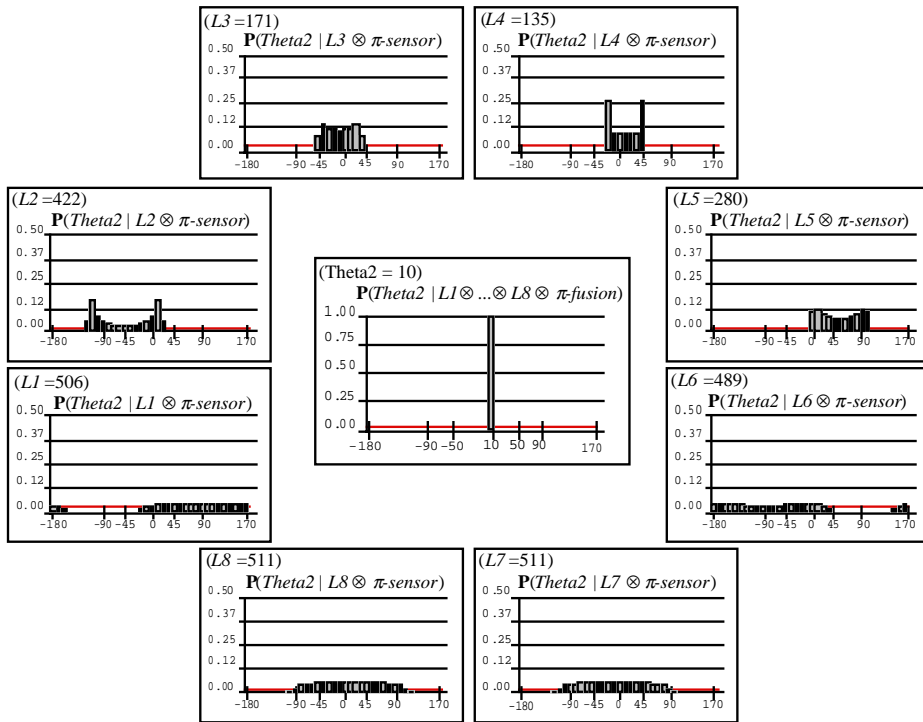 (L3 =171)
P(Theta2 | L3 ⊗ π-sensor)
0.50
0.37
0.25
0.12
0.00
-180 -90 -45 0 45 90 170
(L4 =135)
P(Theta2 | L4 ⊗ π-sensor)
0.50
0.37
0.25
0.12
0.00
-180 -90 -45 0 45 90 170
(L2 =422)
P(Theta2 | L2 ⊗ π-sensor)
0.50
0.37
0.25
0.12
0.00
-180 -90 -45 0 45 90 170
(Theta2 = 10)
P(Theta2 | L1⊗ ...⊗ L8 ⊗ π-fusion)
1.00
0.75
0.50
0.25
0.00
-180 -90 -50 10 50 90 170
(L5 =280)
P(Theta2 | L5 ⊗ π-sensor)
0.50
0.37
0.25
0.12
0.00
-180 -90 -45 0 45 90 170
(L1 =506)
P(Theta2 | L1 ⊗ π-sensor)
0.50
0.37
0.25
0.12
0.00
-180 -90 -45 0 45 90 170
(L6 =489)
P(Theta2 | L6 ⊗ π-sensor)
0.50
0.37
0.25
0.12
0.00
-180 -90 -45 0 45 90 170
(L8 =511)
P(Theta2 | L8 ⊗ π-sensor)
0.50
0.37
0.25
0.12
0.00
-180 -90 -45 0 45 90 170
(L7 =511)
P(Theta2 | L7 ⊗ π-sensor)
0.50
0.37
0.25
0.12
0.00
-180 -90 -45 0 45 90 170